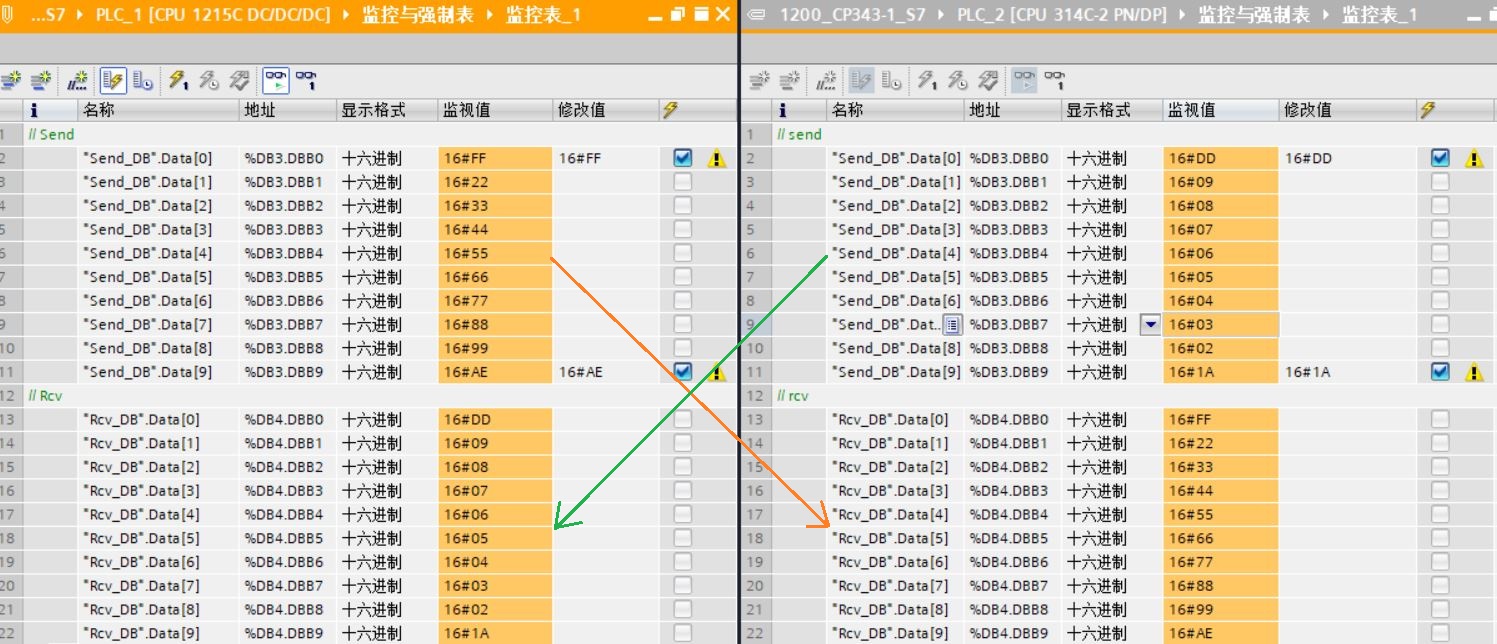 ...S7 ▸ PLC_1 [CPU 1215C DC/DC/DC] ▸ 监控与强制表 ▸ 监控表_1
i 名称 地址 显示格式 监视值 修改值
1 // Send
2 "Send_DB".Data[0] %DB3.DBB0 十六进制 16#FF 16#FF
3 "Send_DB".Data[1] %DB3.DBB1 十六进制 16#22
4 "Send_DB".Data[2] %DB3.DBB2 十六进制 16#33
5 "Send_DB".Data[3] %DB3.DBB3 十六进制 16#44
6 "Send_DB".Data[4] %DB3.DBB4 十六进制 16#55
7 "Send_DB".Data[5] %DB3.DBB5 十六进制 16#66
8 "Send_DB".Data[6] %DB3.DBB6 十六进制 16#77
9 "Send_DB".Data[7] %DB3.DBB7 十六进制 16#88
10 "Send_DB".Data[8] %DB3.DBB8 十六进制 16#99
11 "Send_DB".Data[9] %DB3.DBB9 十六进制 16#AE 16#AE
12 // Rcv
13 "Rcv_DB".Data[0] %DB4.DBB0 十六进制 16#DD
14 "Rcv_DB".Data[1] %DB4.DBB1 十六进制 16#09
15 "Rcv_DB".Data[2] %DB4.DBB2 十六进制 16#08
16 "Rcv_DB".Data[3] %DB4.DBB3 十六进制 16#07
17 "Rcv_DB".Data[4] %DB4.DBB4 十六进制 16#06
18 "Rcv_DB".Data[5] %DB4.DBB5 十六进制 16#05
19 "Rcv_DB".Data[6] %DB4.DBB6 十六进制 16#04
20 "Rcv_DB".Data[7] %DB4.DBB7 十六进制 16#03
21 "Rcv_DB".Data[8] %DB4.DBB8 十六进制 16#02
22 "Rcv_DB".Data[9] %DB4.DBB9 十六进制 16#1A
1200_CP343-1_S7 ▸ PLC_2 [CPU 314C-2 PN/DP] ▸ 监控与强制表 ▸ 监控表_1
i 名称 地址 显示格式 监视值 修改值
1 // send
2 "Send_DB".Data[0] %DB3.DBB0 十六进制 16#DD 16#DD
3 "Send_DB".Data[1] %DB3.DBB1 十六进制 16#09
4 "Send_DB".Data[2] %DB3.DBB2 十六进制 16#08
5 "Send_DB".Data[3] %DB3.DBB3 十六进制 16#07
6 "Send_DB".Data[4] %DB3.DBB4 十六进制 16#06
7 "Send_DB".Data[5] %DB3.DBB5 十六进制 16#05
8 "Send_DB".Data[6] %DB3.DBB6 十六进制 16#04
9 "Send_DB".Dat... %DB3.DBB7 十六进制 16#03
10 "Send_DB".Data[8] %DB3.DBB8 十六进制 16#02
11 "Send_DB".Data[9] %DB3.DBB9 十六进制 16#1A 16#1A
12 // rcv
13 "Rcv_DB".Data[0] %DB4.DBB0 十六进制 16#FF
14 "Rcv_DB".Data[1] %DB4.DBB1 十六进制 16#22
15 "Rcv_DB".Data[2] %DB4.DBB2 十六进制 16#33
16 "Rcv_DB".Data[3] %DB4.DBB3 十六进制 16#44
17 "Rcv_DB".Data[4] %DB4.DBB4 十六进制 16#55
18 "Rcv_DB".Data[5] %DB4.DBB5 十六进制 16#66
19 "Rcv_DB".Data[6] %DB4.DBB6 十六进制 16#77
20 "Rcv_DB".Data[7] %DB4.DBB7 十六进制 16#88
21 "Rcv_DB".Data[8] %DB4.DBB8 十六进制 16#99
22 "Rcv_DB".Data[9] %DB4.DBB9 十六进制 16#AE